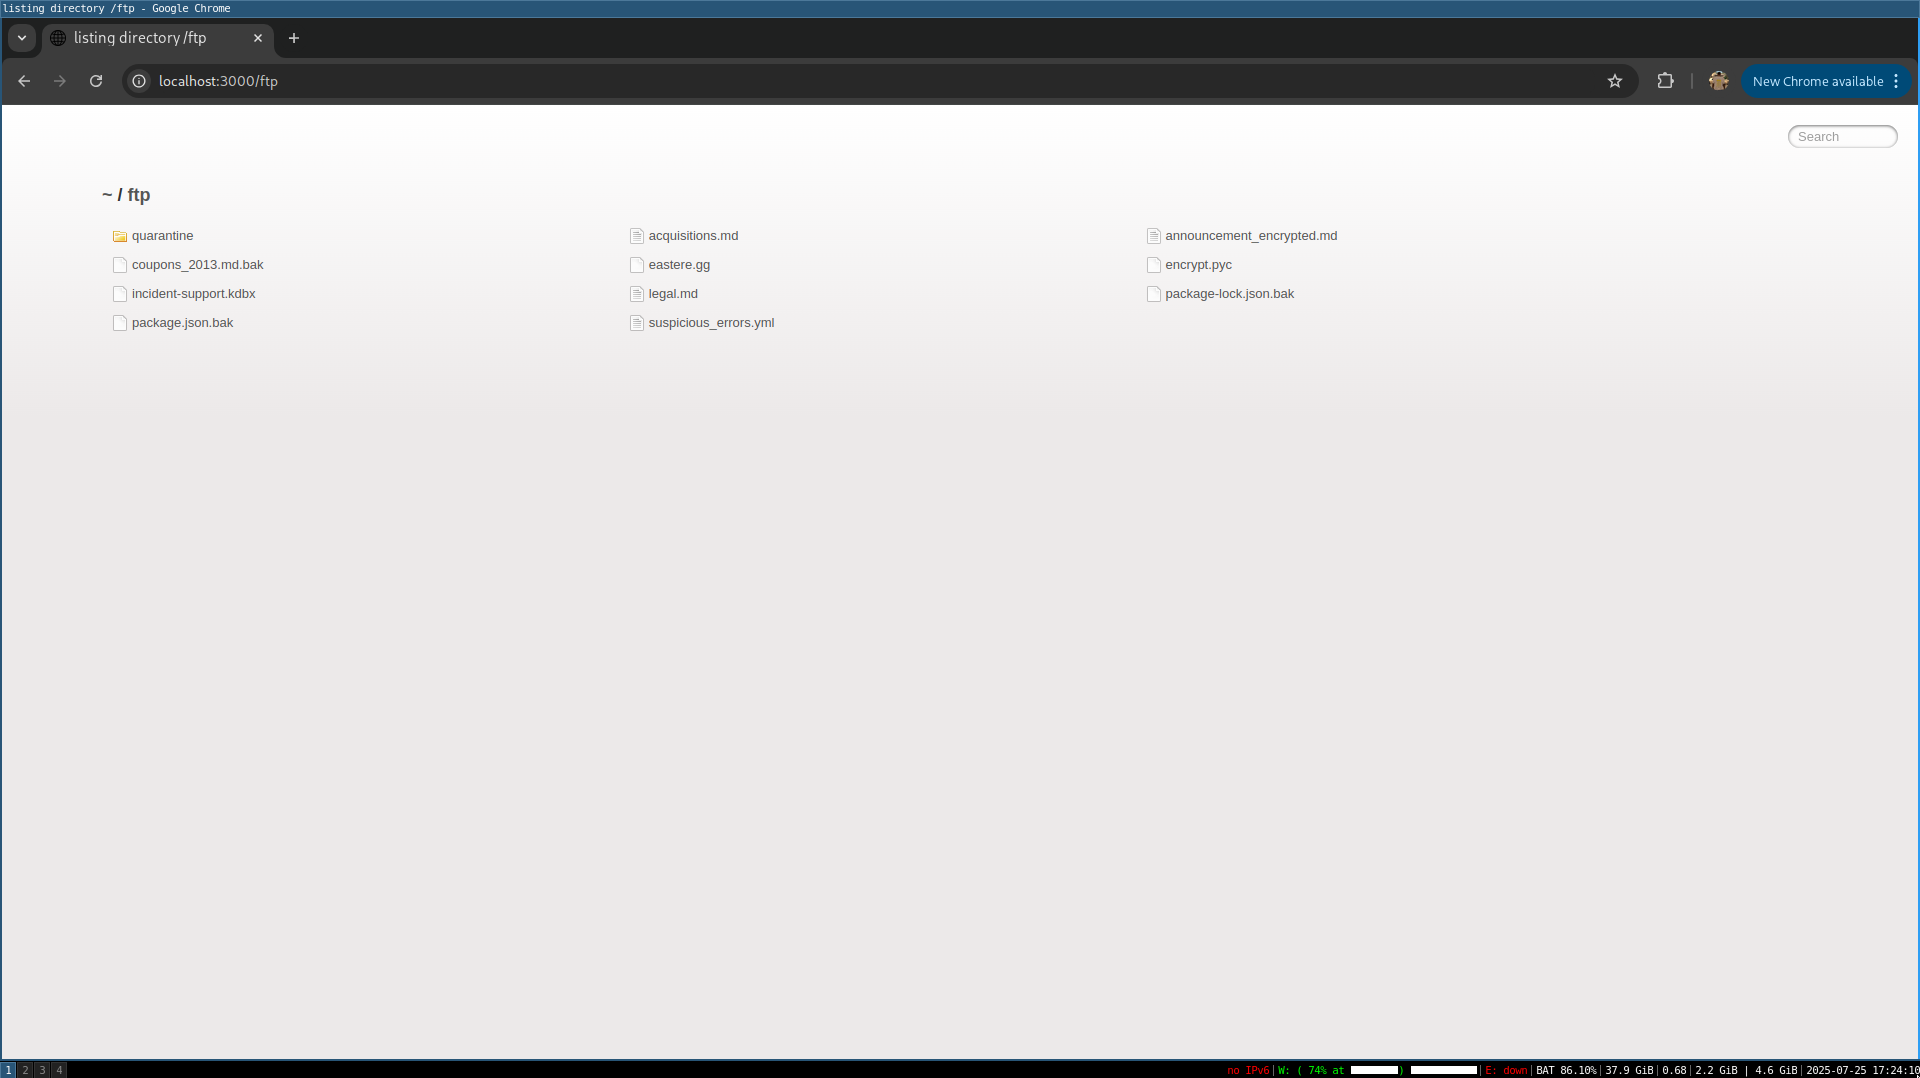 listing directory /ftp - Google Chrome
listing directory /ftp
localhost:3000/ftp
New Chrome available
Search
~ / ftp
quarantine acquisitions.md announcement_encrypted.md
coupons_2013.md.bak eastere.gg encrypt.pyc
incident-support.kdbx legal.md package-lock.json.bak
package.json.bak suspicious_errors.yml
1 2 3 4 no IPv6|W: ( 74% at ) |E: down|BAT 86.10%|37.9 GiB|0.68|2.2 GiB | 4.6 GiB|2025-07-25 17:24:10